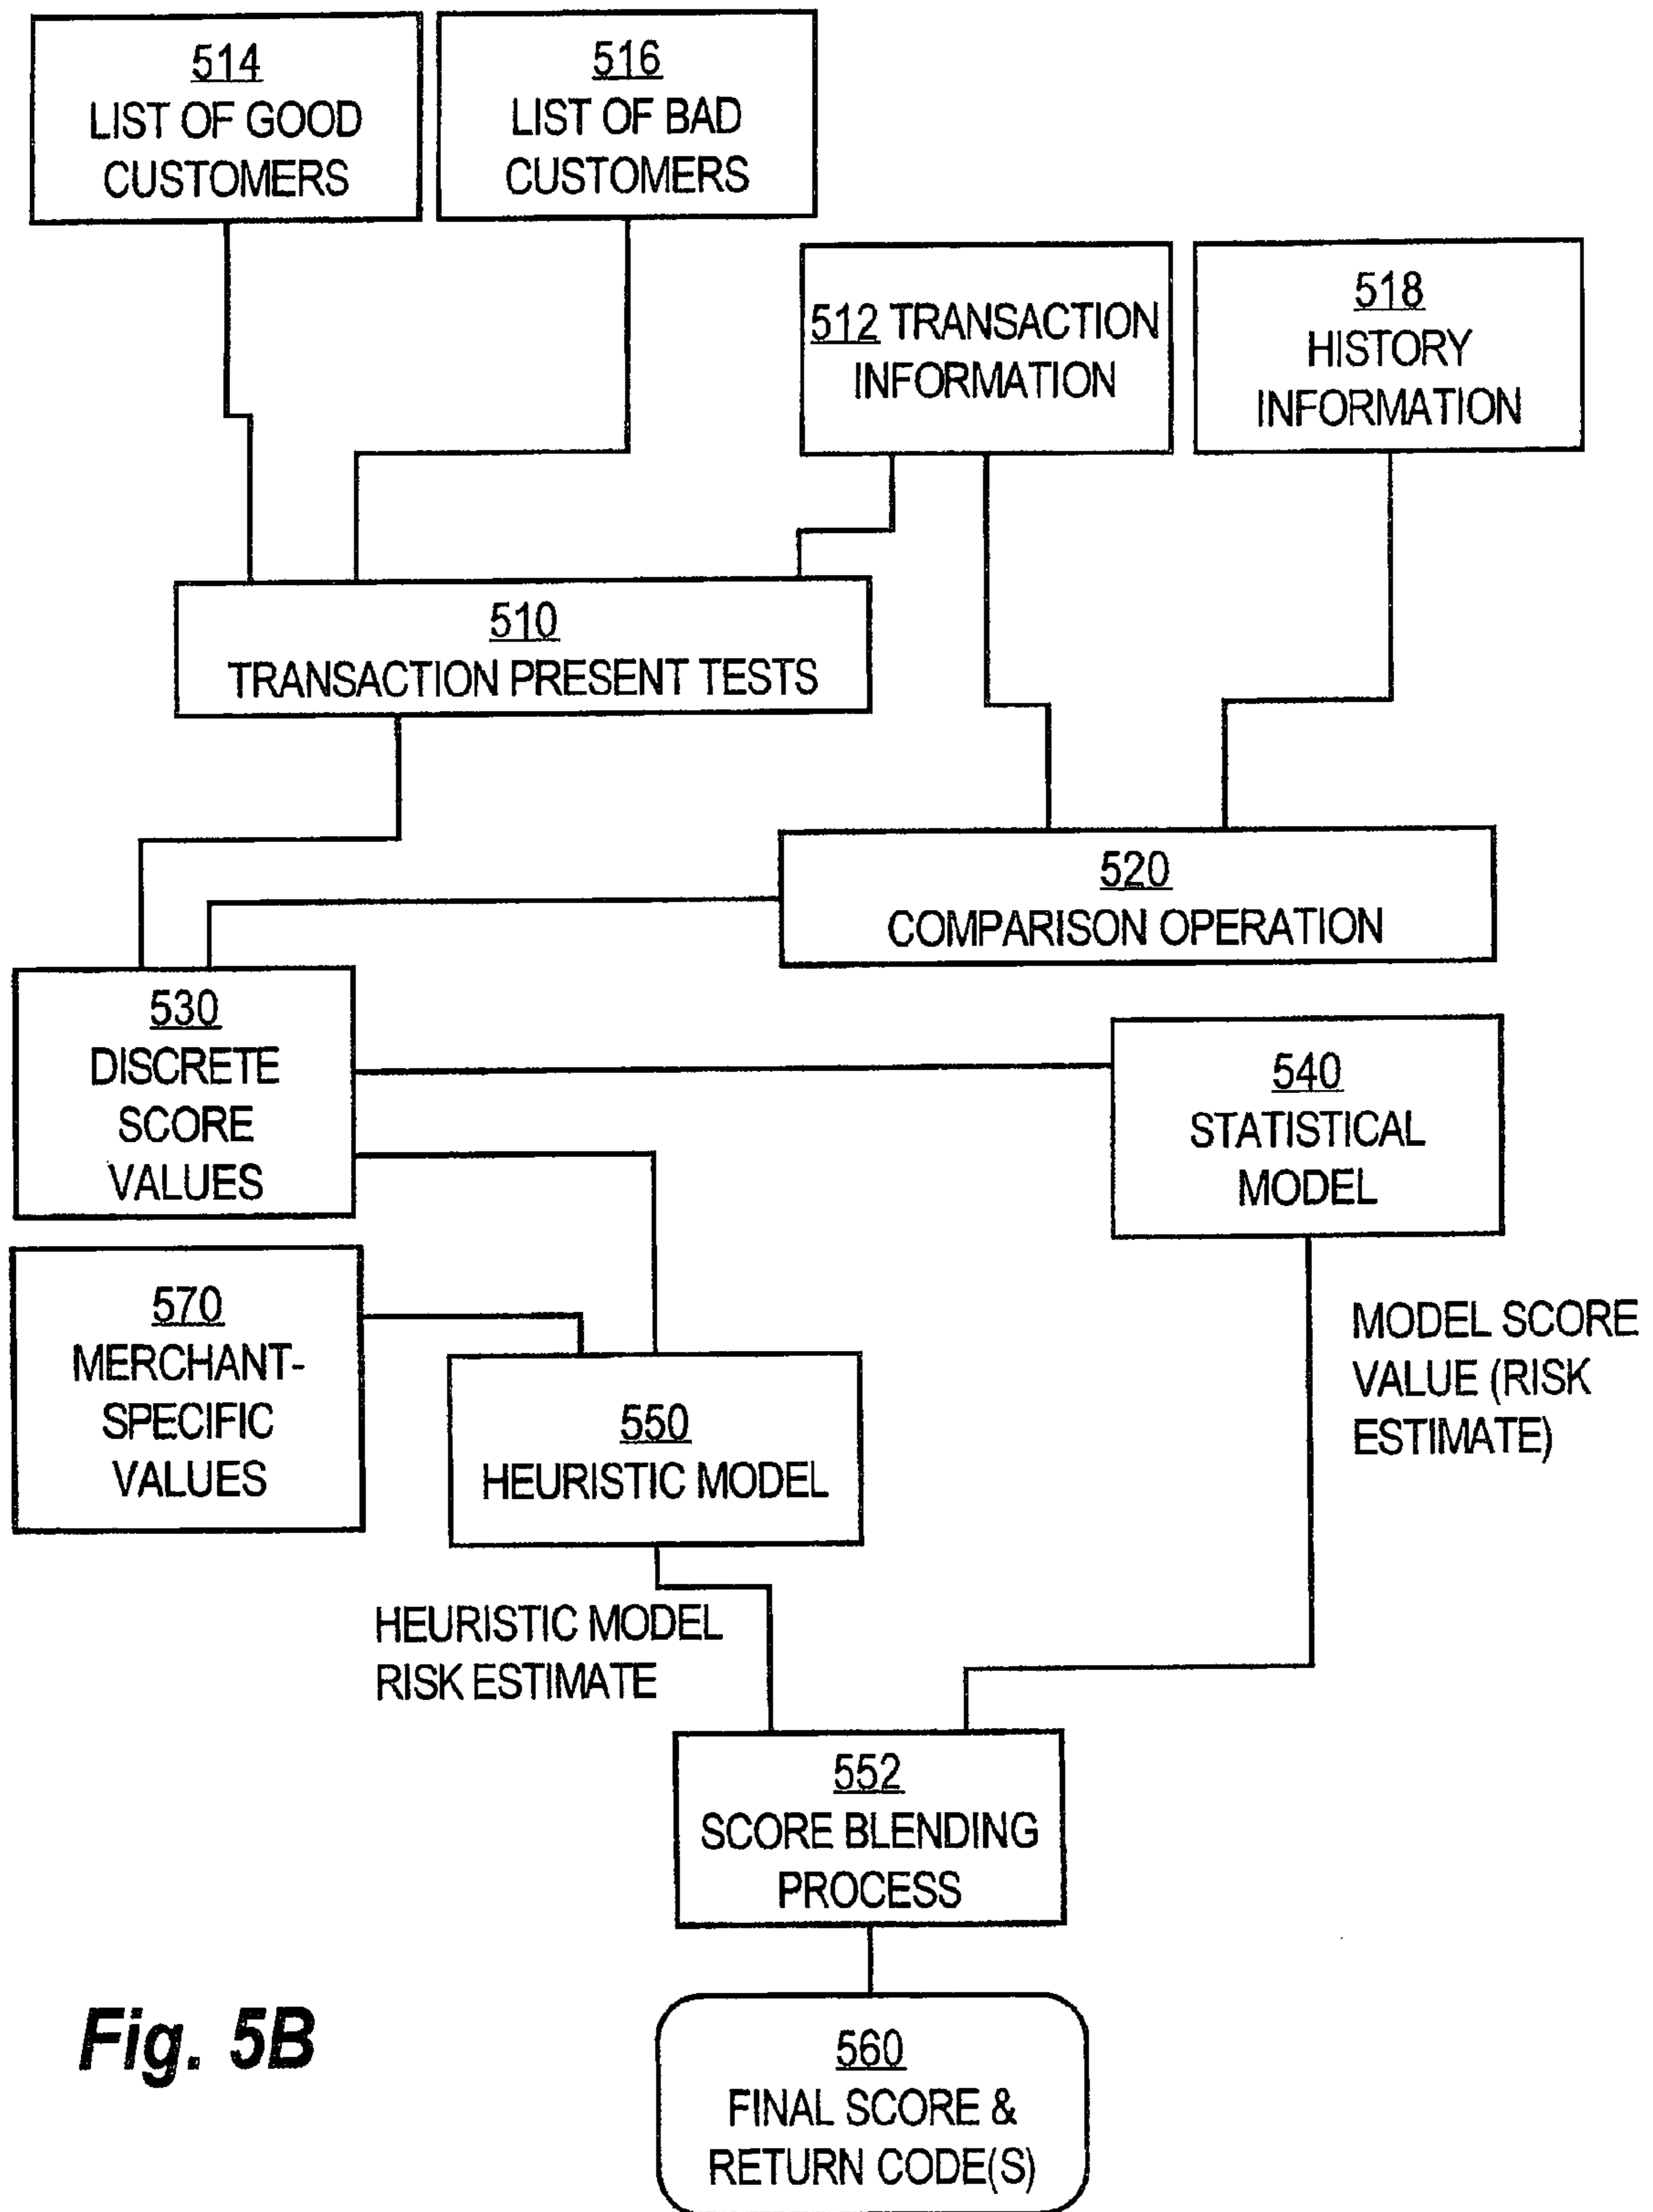 514
LIST OF GOOD
CUSTOMERS
516
LIST OF BAD
CUSTOMERS
512 TRANSACTION
INFORMATION
518
HISTORY
INFORMATION
510
TRANSACTION PRESENT TESTS
520
COMPARISON OPERATION
530
DISCRETE
SCORE
VALUES
540
STATISTICAL
MODEL
570
MERCHANT-
SPECIFIC
VALUES
550
HEURISTIC MODEL
MODEL SCORE
VALUE (RISK
ESTIMATE)
HEURISTIC MODEL
RISK ESTIMATE
552
SCORE BLENDING
PROCESS
560
FINAL SCORE &
RETURN CODE(S)
Fig. 5B